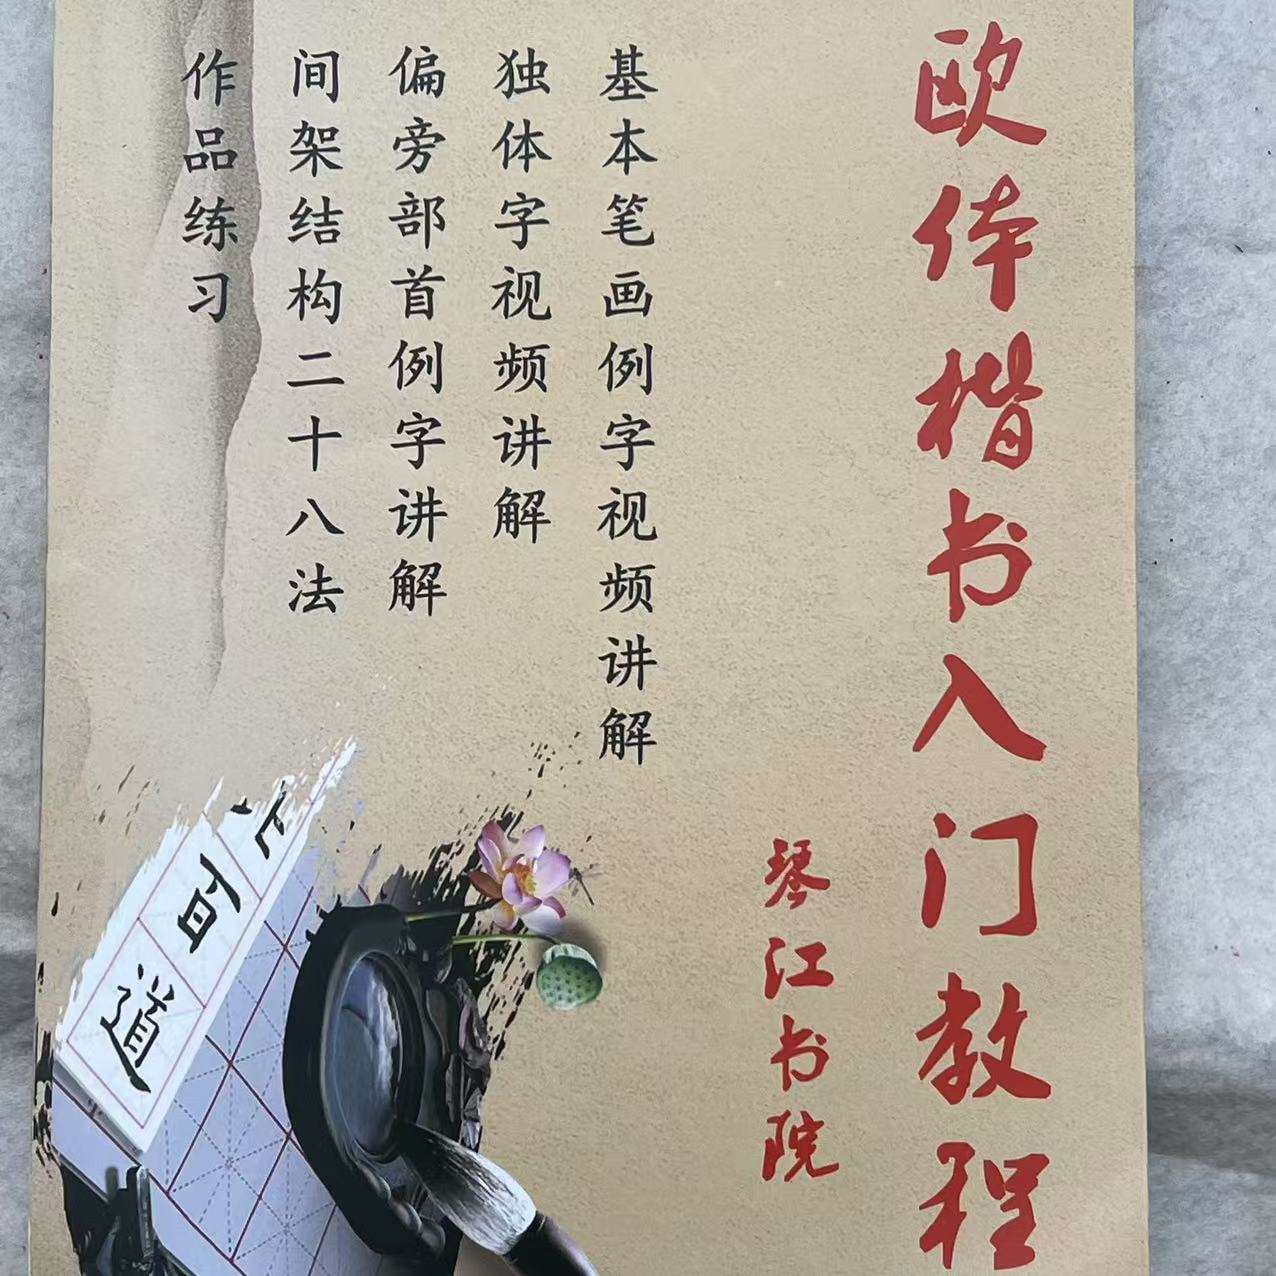 欧体楷书入门教程
琴江书院
基本笔画例字视频讲解
独体字视频讲解
偏旁部首例字讲解
间架结构二十八法
作品练习
道